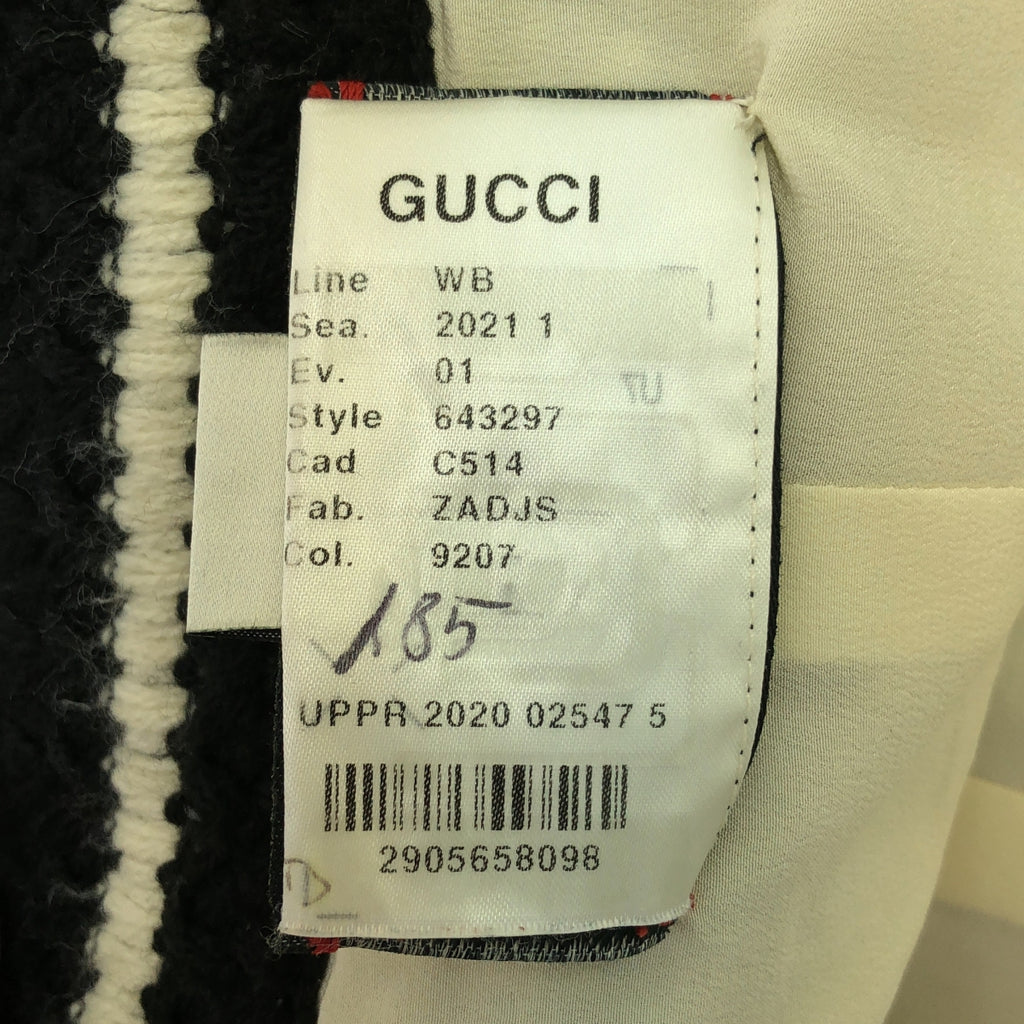 GUCCI
Line WB
Sea. 2021 1
Ev. 01
Style 643297
Cad C514
Fab. ZADJS
Col. 9207
185
UPPR 2020 02547 5
2905658098